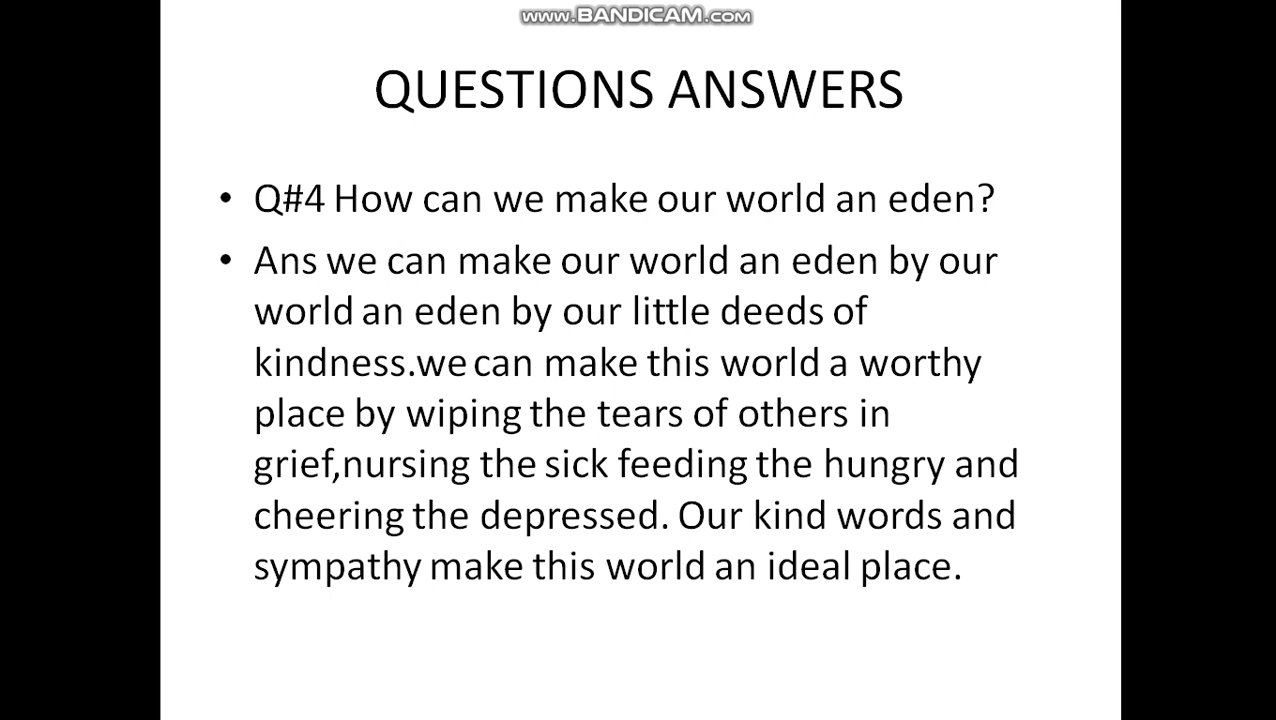 www.BANDICAM.com
QUESTIONS ANSWERS
• Q#4 How can we make our world an eden?
• Ans we can make our world an eden by our
world an eden by our little deeds of
kindness.we can make this world a worthy
place by wiping the tears of others in
grief,nursing the sick feeding the hungry and
cheering the depressed. Our kind words and
sympathy make this world an ideal place.